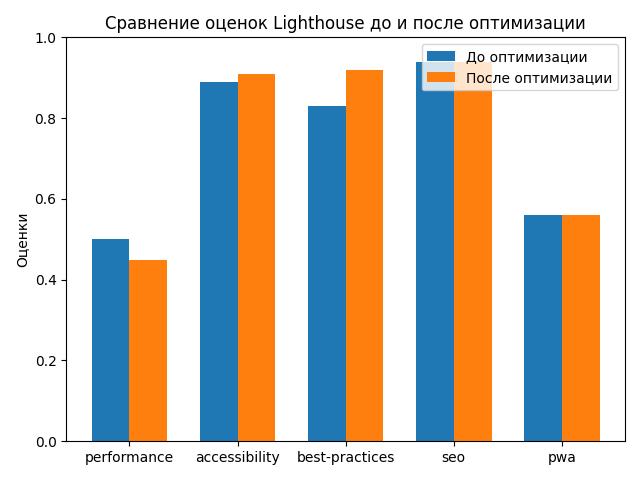 Сравнение оценок Lighthouse до и после оптимизации
До оптимизации
После оптимизации
Оценки
1.0
0.8
0.6
0.4
0.2
0.0
performance accessibility best-practices seo pwa